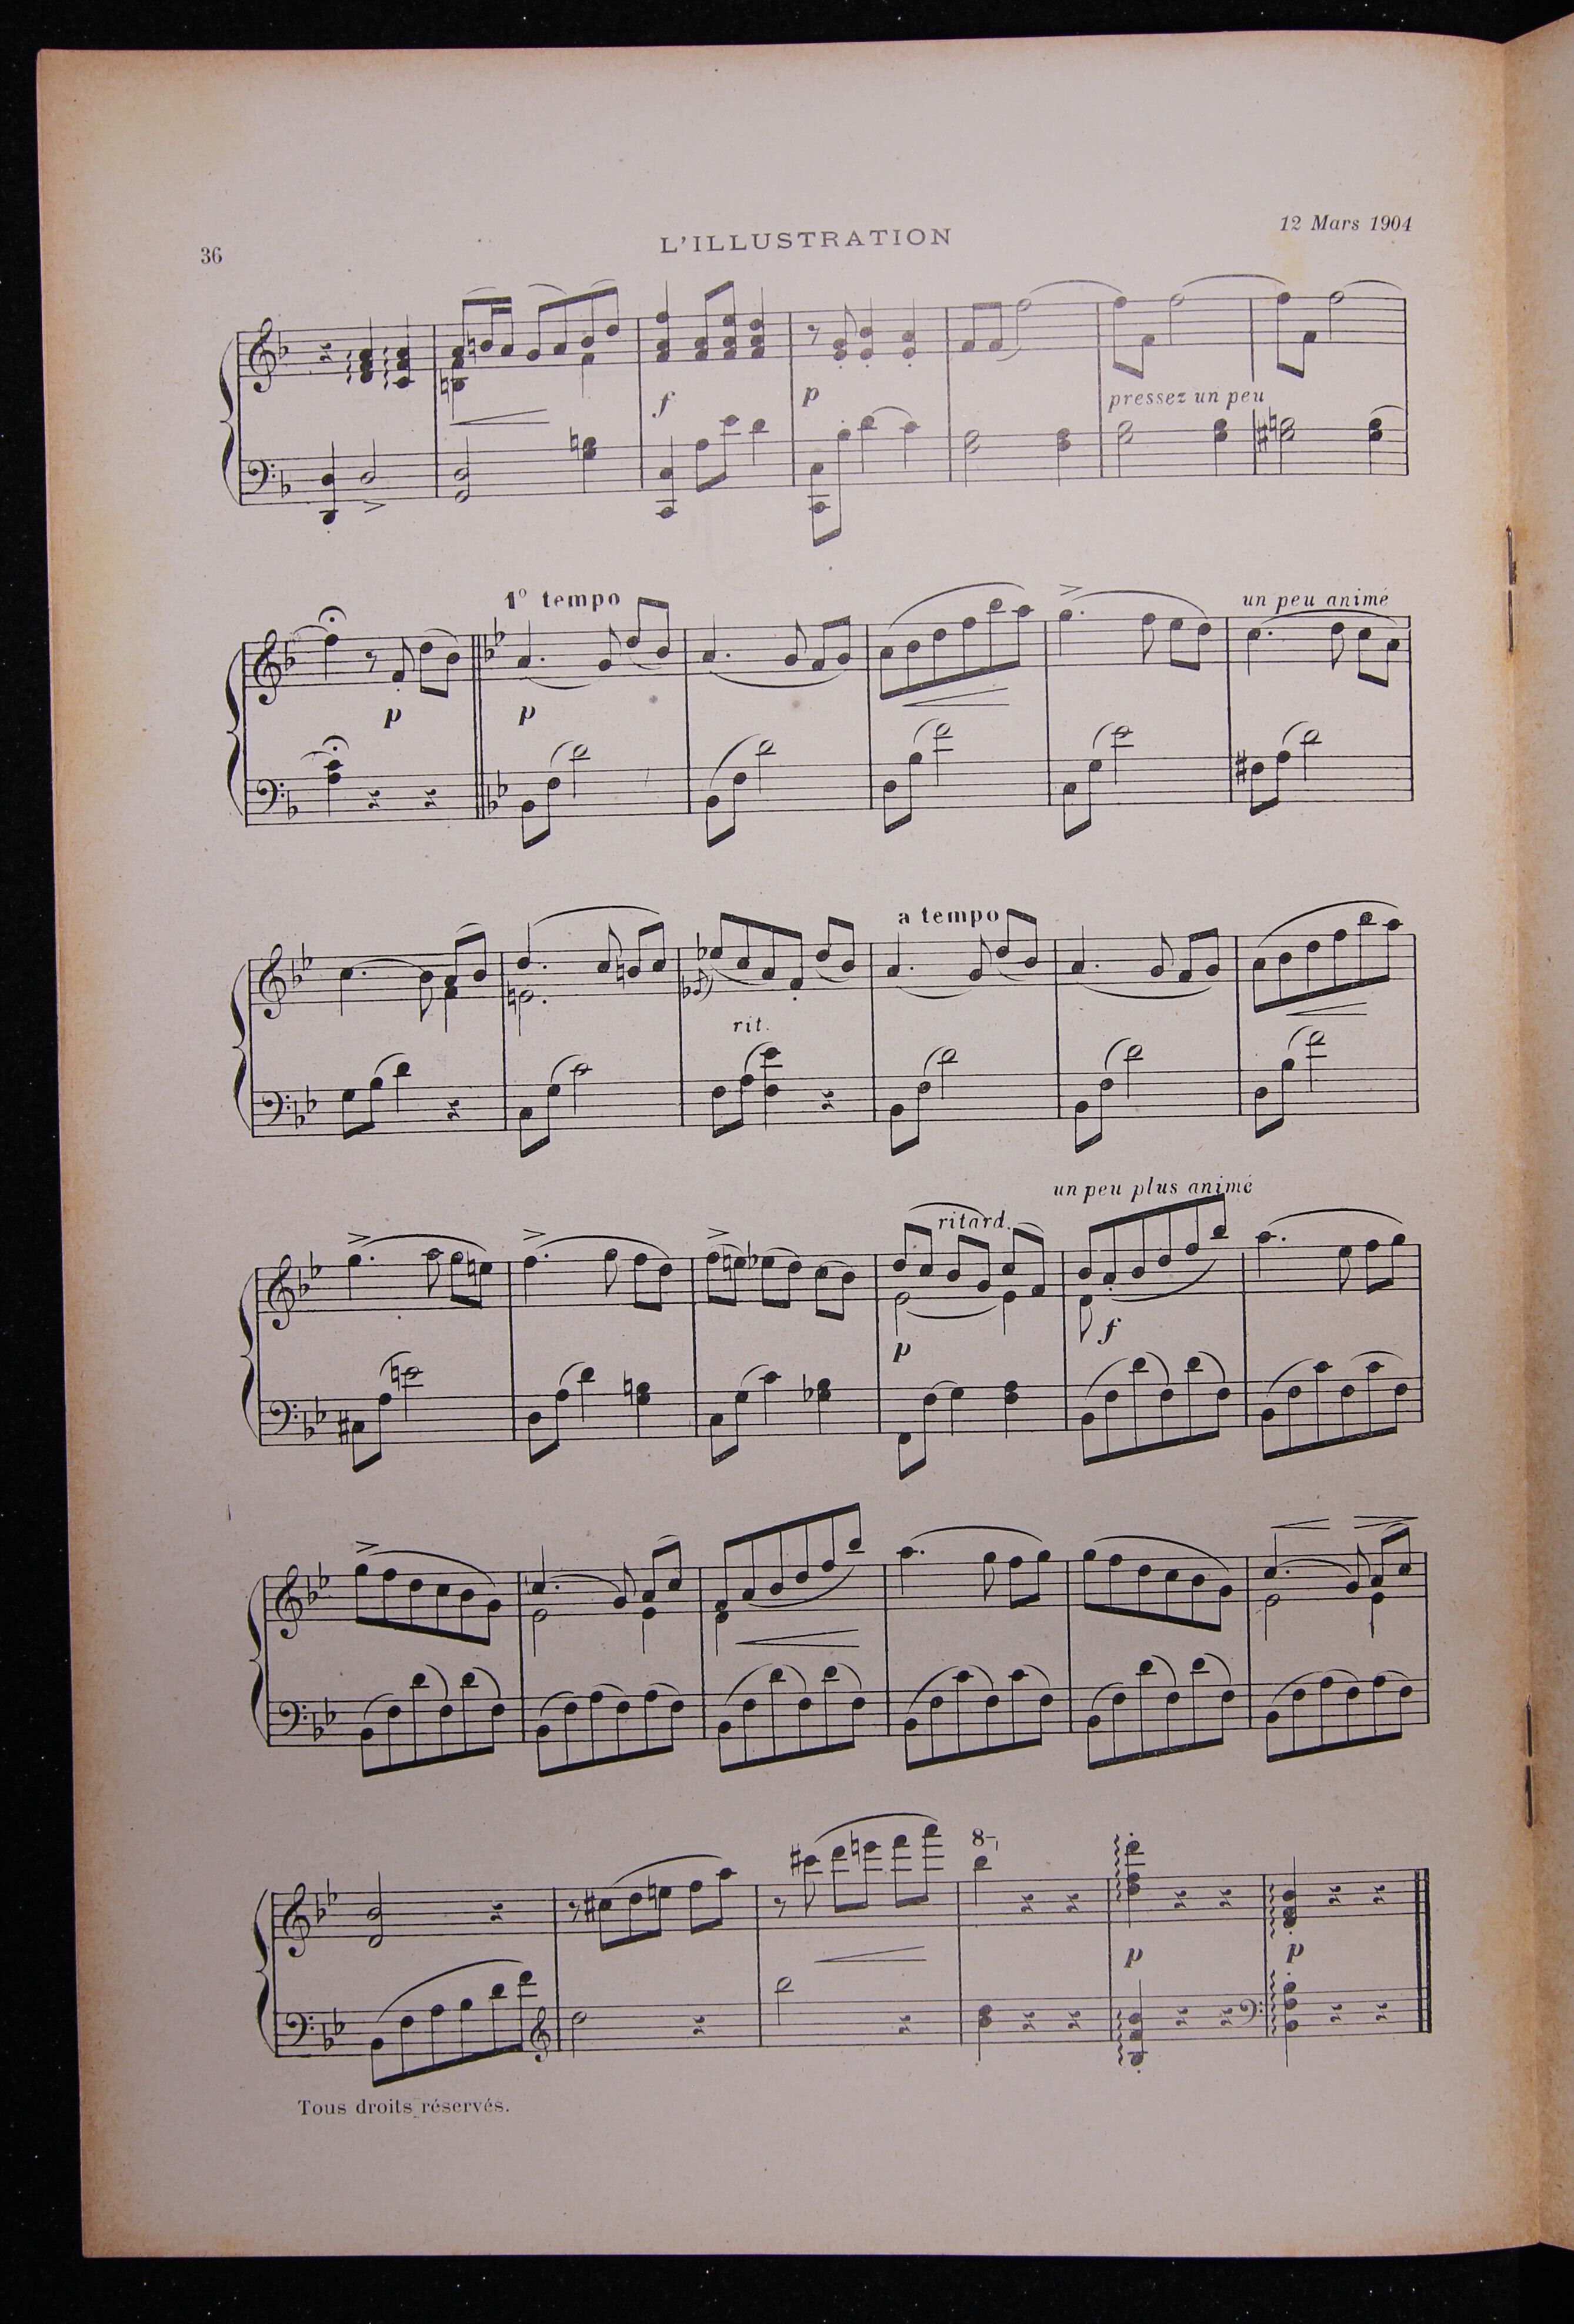 36
L'ILLUSTRATION
12 Mars 1904
f
p
pressez un peu
1º tempo
un peu animé
p
p
a tempo
rit.
un peu plus animé
ritard.
p
f
8
p
p
Tous droits réservés.